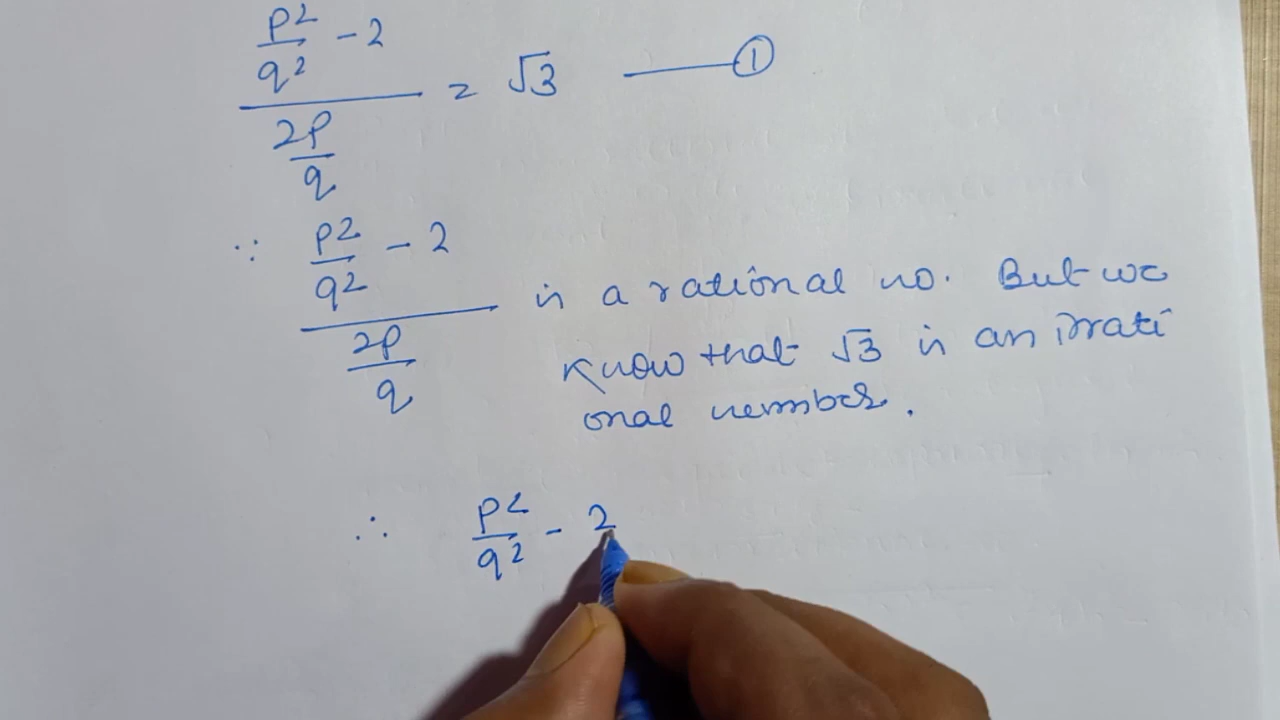 p²/q² - 2
———— = √3 —— ①
2p/q
∵ p²/q² - 2
———— is a rational no. But we
2p/q know that √3 is an irrati
onal number.
∴ p²/q² - 2